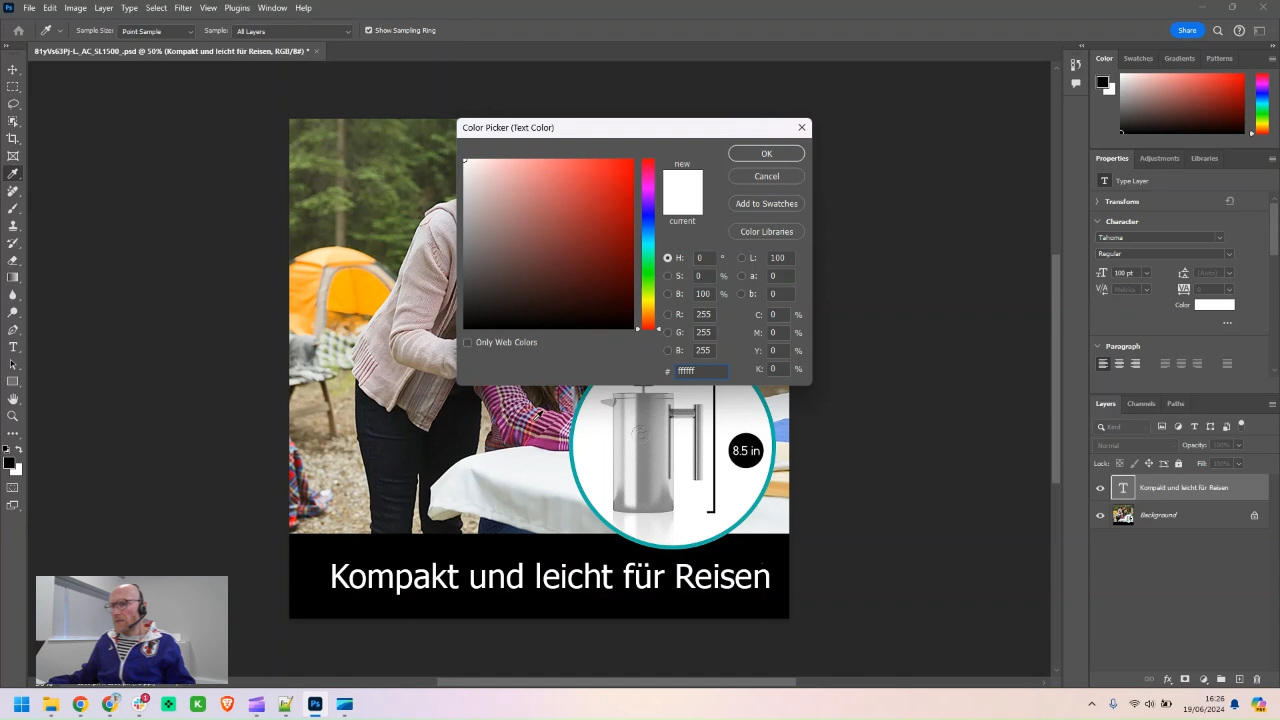 File Edit Image Layer Type Select Filter View Plugins Window Help
Sample Size: Point Sample Sample: All Layers Show Sampling Ring Share
81yVs63Pj-L._AC_SL1500_.psd @ 50% (Kompakt und leicht für Reisen, RGB/8#) *
Color Swatches Gradients Patterns
Color Picker (Text Color)
new
current
OK
Cancel
Add to Swatches
Color Libraries
H: 0 ° L: 100
S: 0 % a: 0
B: 100 % b: 0
R: 255 C: 0 %
G: 255 M: 0 %
B: 255 Y: 0 %
# ffffff K: 0 %
Only Web Colors
Properties Adjustments Libraries
Type Layer
Transform
Character
Tahoma
Regular
100 pt (Auto)
Metrics 0
Color
Paragraph
Layers Channels Paths
Kind
Normal Opacity: 100%
Lock: Fill: 100%
Kompakt und leicht für Reisen
Background
8.5 in
Kompakt und leicht für Reisen
16:26
19/06/2024